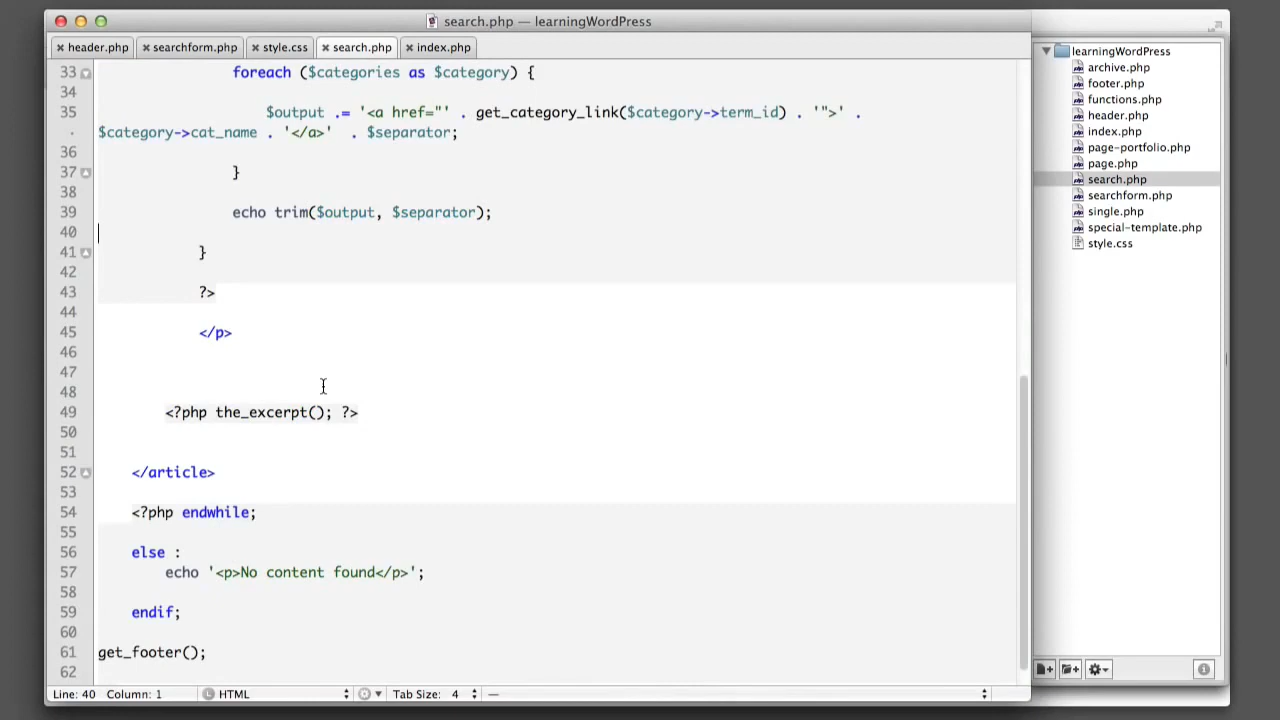 search.php — learningWordPress
header.php
searchform.php
style.css
search.php
index.php
33 foreach ($categories as $category) {
34
35 $output .= '<a href="' . get_category_link($category->term_id) . '">' .
. $category->cat_name . '</a>' . $separator;
36
37 }
38
39 echo trim($output, $separator);
40
41 }
42
43 ?>
44
45 </p>
46
47
48
49 <?php the_excerpt(); ?>
50
51
52 </article>
53
54 <?php endwhile;
55
56 else :
57 echo '<p>No content found</p>';
58
59 endif;
60
61 get_footer();
62
Line: 40 Column: 1 L HTML Tab Size: 4 —
learningWordPress
archive.php
footer.php
functions.php
header.php
index.php
page-portfolio.php
page.php
search.php
searchform.php
single.php
special-template.php
style.css